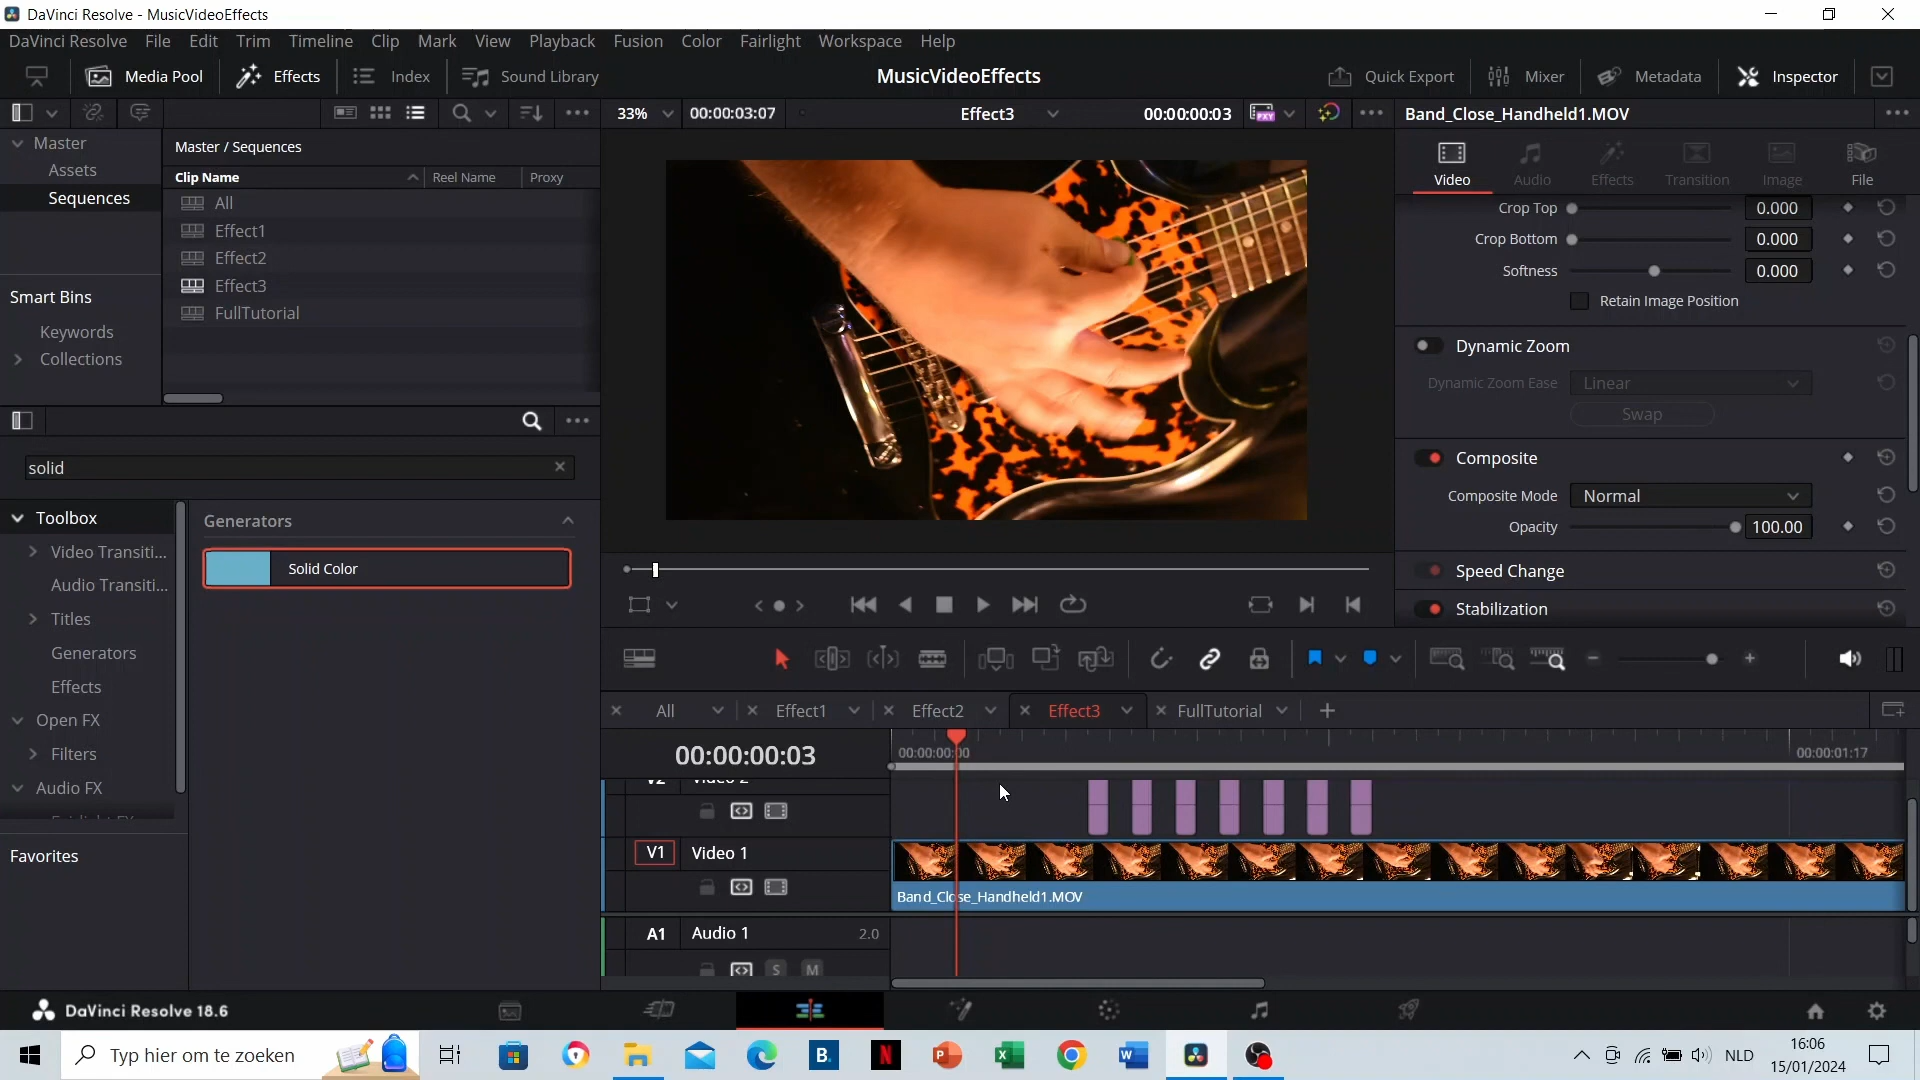 DaVinci Resolve - MusicVideoEffects
DaVinci Resolve File Edit Trim Timeline Clip Mark View Playback Fusion Color Fairlight Workspace Help
Media Pool Effects Index Sound Library MusicVideoEffects Quick Export Mixer Metadata Inspector
33% 00:00:03:07 Effect3 00:00:00:03 Band_Close_Handheld1.MOV
Master
Assets
Sequences
Smart Bins
Keywords
Collections
Master / Sequences
Clip Name Reel Name Proxy
All
Effect1
Effect2
Effect3
FullTutorial
Video Audio Effects Transition Image File
Crop Top 0.000
Crop Bottom 0.000
Softness 0.000
Retain Image Position
Dynamic Zoom
Dynamic Zoom Ease Linear
Swap
Composite
Composite Mode Normal
Opacity 100.00
Speed Change
Stabilization
solid
Toolbox
Video Transiti...
Audio Transiti...
Titles
Generators
Effects
Open FX
Filters
Audio FX
Favorites
Generators
Solid Color
All Effect1 Effect2 Effect3 FullTutorial
00:00:00:03 00:00:00:00 00:00:01:17
V2 Video 2
V1 Video 1
Band_Close_Handheld1.MOV
A1 Audio 1 2.0
S M
DaVinci Resolve 18.6
Typ hier om te zoeken
B.
N
NLD
16:06
15/01/2024